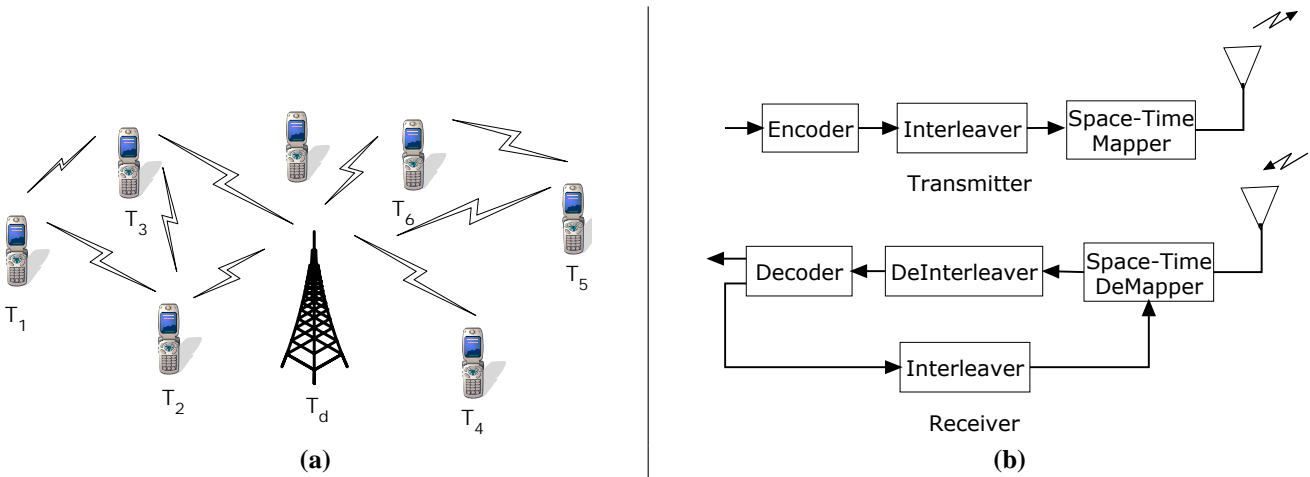 T3
T6
T1
T5
T2
Td
T4
(a)
Encoder
Interleaver
Space-Time
Mapper
Transmitter
Decoder
DeInterleaver
Space-Time
DeMapper
Interleaver
Receiver
(b)